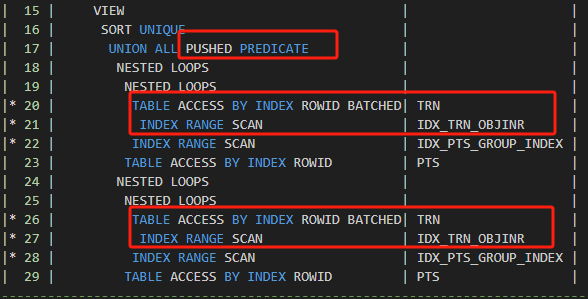 | 15 | VIEW | |
| 16 | SORT UNIQUE | |
| 17 | UNION ALL PUSHED PREDICATE | |
| 18 | NESTED LOOPS | |
| 19 | NESTED LOOPS | |
|* 20 | TABLE ACCESS BY INDEX ROWID BATCHED| TRN |
|* 21 | INDEX RANGE SCAN | IDX_TRN_OBJINR |
|* 22 | INDEX RANGE SCAN | IDX_PTS_GROUP_INDEX |
| 23 | TABLE ACCESS BY INDEX ROWID | PTS |
| 24 | NESTED LOOPS | |
| 25 | NESTED LOOPS | |
|* 26 | TABLE ACCESS BY INDEX ROWID BATCHED| TRN |
|* 27 | INDEX RANGE SCAN | IDX_TRN_OBJINR |
|* 28 | INDEX RANGE SCAN | IDX_PTS_GROUP_INDEX |
| 29 | TABLE ACCESS BY INDEX ROWID | PTS |